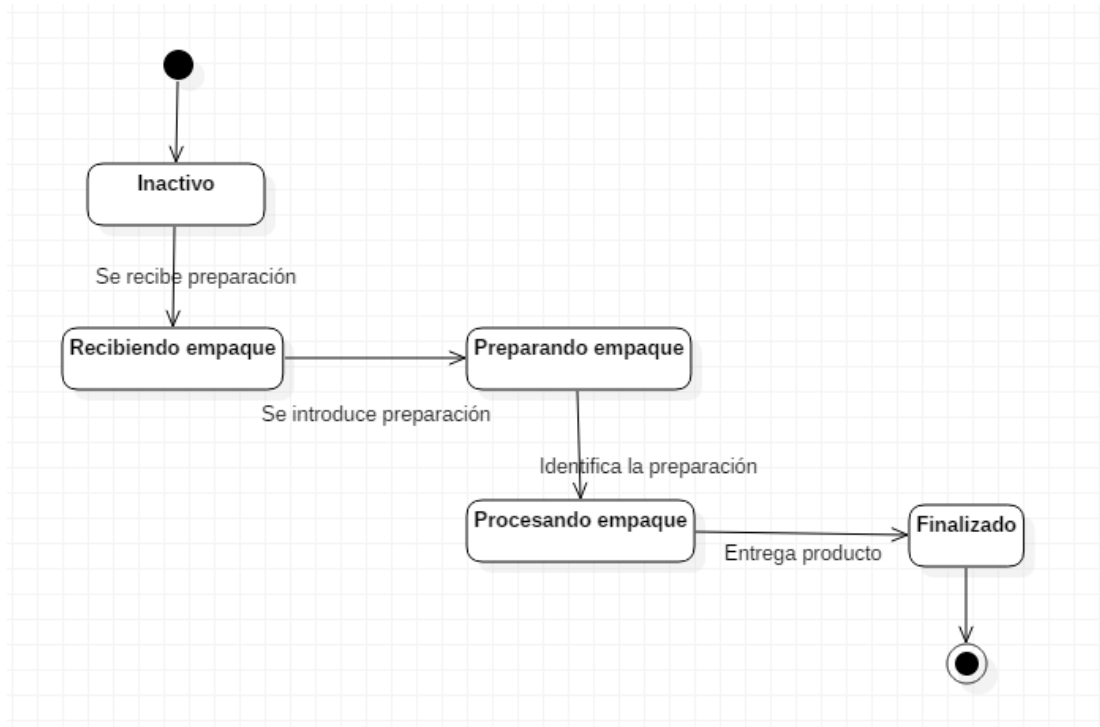 Inactivo
Se recibe preparación
Recibiendo empaque
Preparando empaque
Se introduce preparación
Identifica la preparación
Procesando empaque
Finalizado
Entrega producto